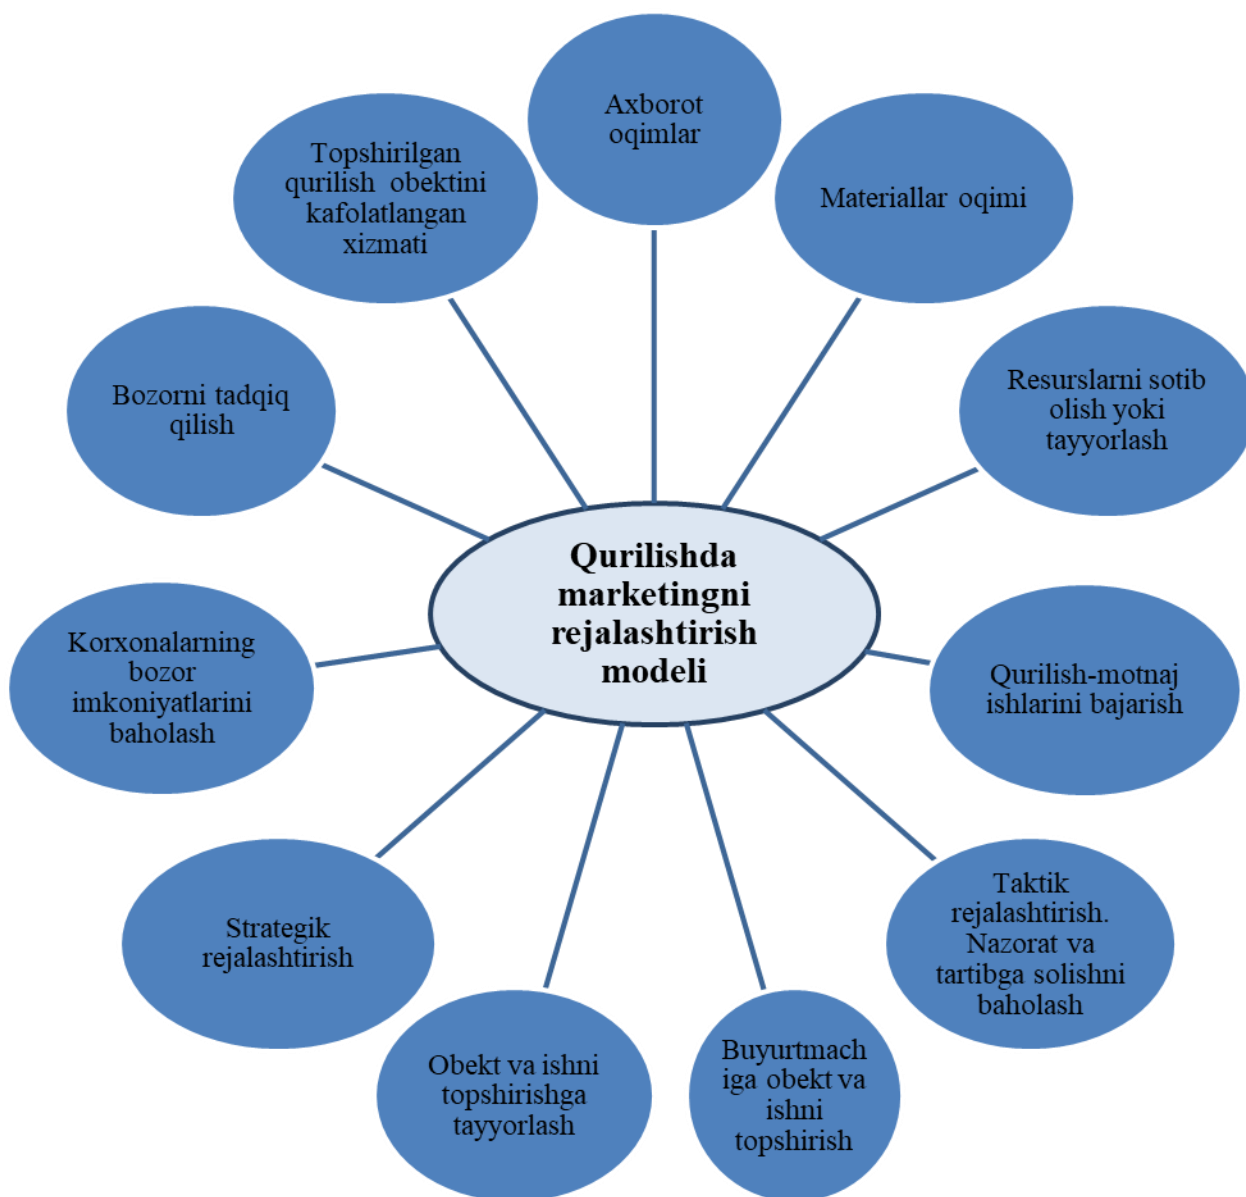 Axborot
oqimlar
Materiallar oqimi
Resurslarni sotib
olish yoki
tayyorlash
Qurilish-motnaj
ishlarini bajarish
Taktik
rejalashtirish.
Nazorat va
tartibga solishni
baholash
Buyurtmach
iga obekt va
ishni
topshirish
Obekt va ishni
topshirishga
tayyorlash
Strategik
rejalashtirish
Korxonalarning
bozor
imkoniyatlarini
baholash
Bozorni tadqiq
qilish
Topshirilgan
qurilish obektini
kafolatlangan
xizmati
Qurilishda
marketingni
rejalashtirish
modeli